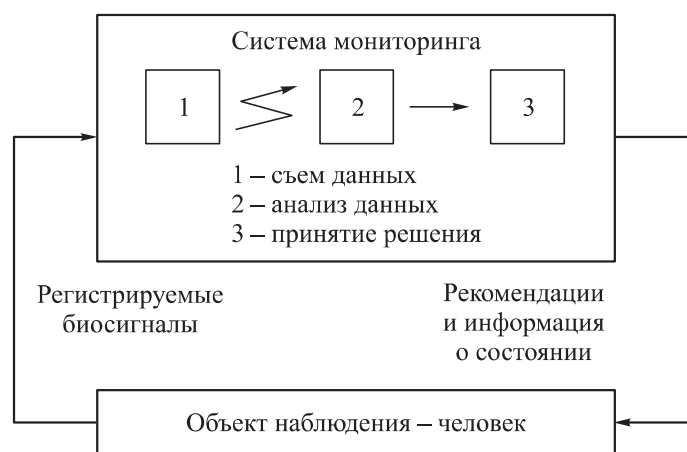 Система мониторинга
1
2
3
1 – съем данных
2 – анализ данных
3 – принятие решения
Регистрируемые
биосигналы
Рекомендации
и информация
о состоянии
Объект наблюдения – человек